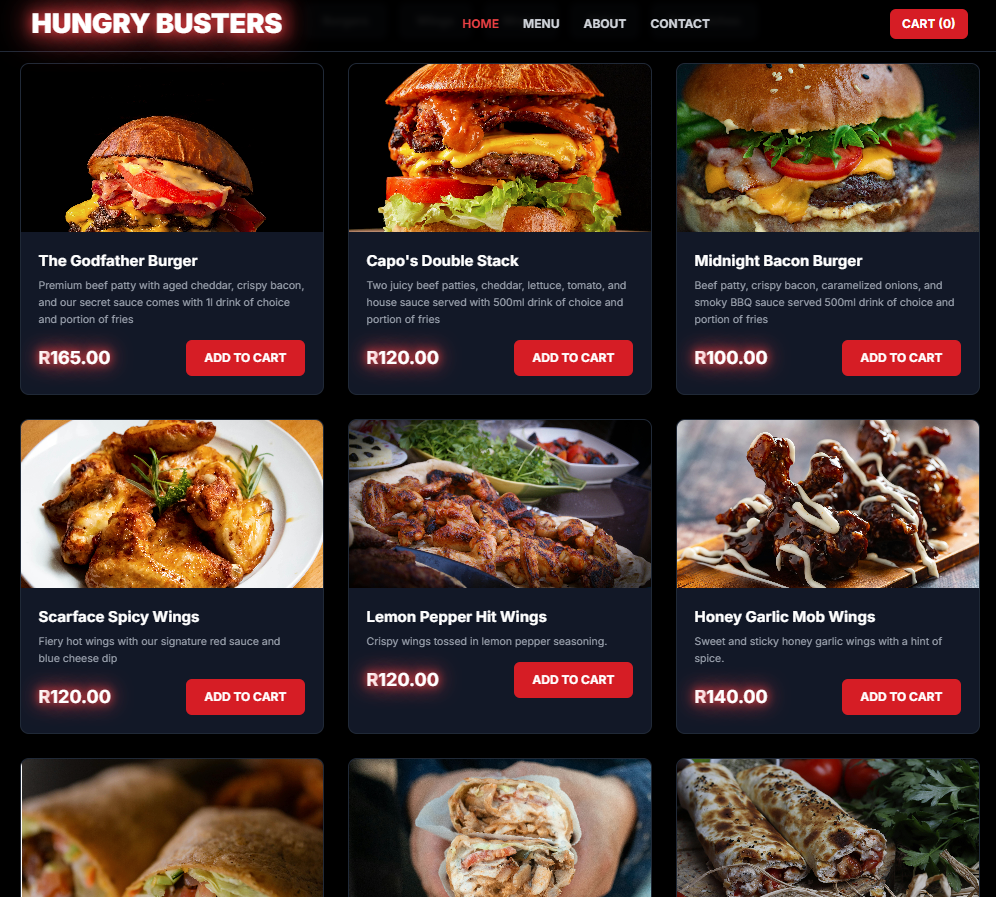 HUNGRY BUSTERS
HOME
MENU
ABOUT
CONTACT
CART (0)
The Godfather Burger
Premium beef patty with aged cheddar, crispy bacon,
and our secret sauce comes with 1l drink of choice
and portion of fries
R165.00
ADD TO CART
Capo's Double Stack
Two juicy beef patties, cheddar, lettuce, tomato, and
house sauce served with 500ml drink of choice and
portion of fries
R120.00
ADD TO CART
Midnight Bacon Burger
Beef patty, crispy bacon, caramelized onions, and
smoky BBQ sauce served 500ml drink of choice and
portion of fries
R100.00
ADD TO CART
Scarface Spicy Wings
Fiery hot wings with our signature red sauce and
blue cheese dip
R120.00
ADD TO CART
Lemon Pepper Hit Wings
Crispy wings tossed in lemon pepper seasoning.
R120.00
ADD TO CART
Honey Garlic Mob Wings
Sweet and sticky honey garlic wings with a hint of
spice.
R140.00
ADD TO CART